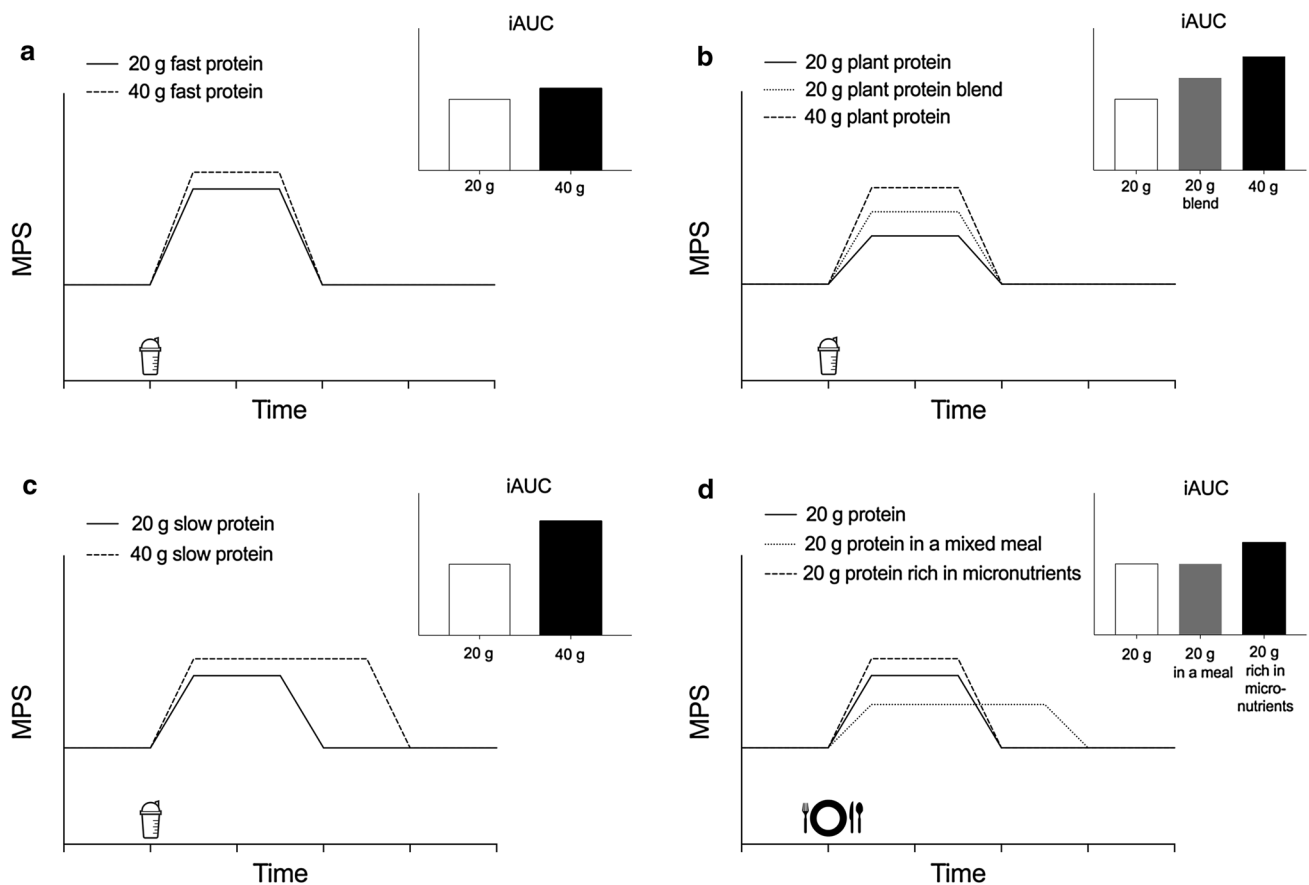 a
20 g fast protein
40 g fast protein
iAUC
20 g
40 g
MPS
Time
b
20 g plant protein
20 g plant protein blend
40 g plant protein
iAUC
20 g
20 g
blend
40 g
MPS
Time
c
20 g slow protein
40 g slow protein
iAUC
20 g
40 g
MPS
Time
d
20 g protein
20 g protein in a mixed meal
20 g protein rich in micronutrients
iAUC
20 g
20 g
in a meal
20 g
rich in
micro-
nutrients
MPS
Time